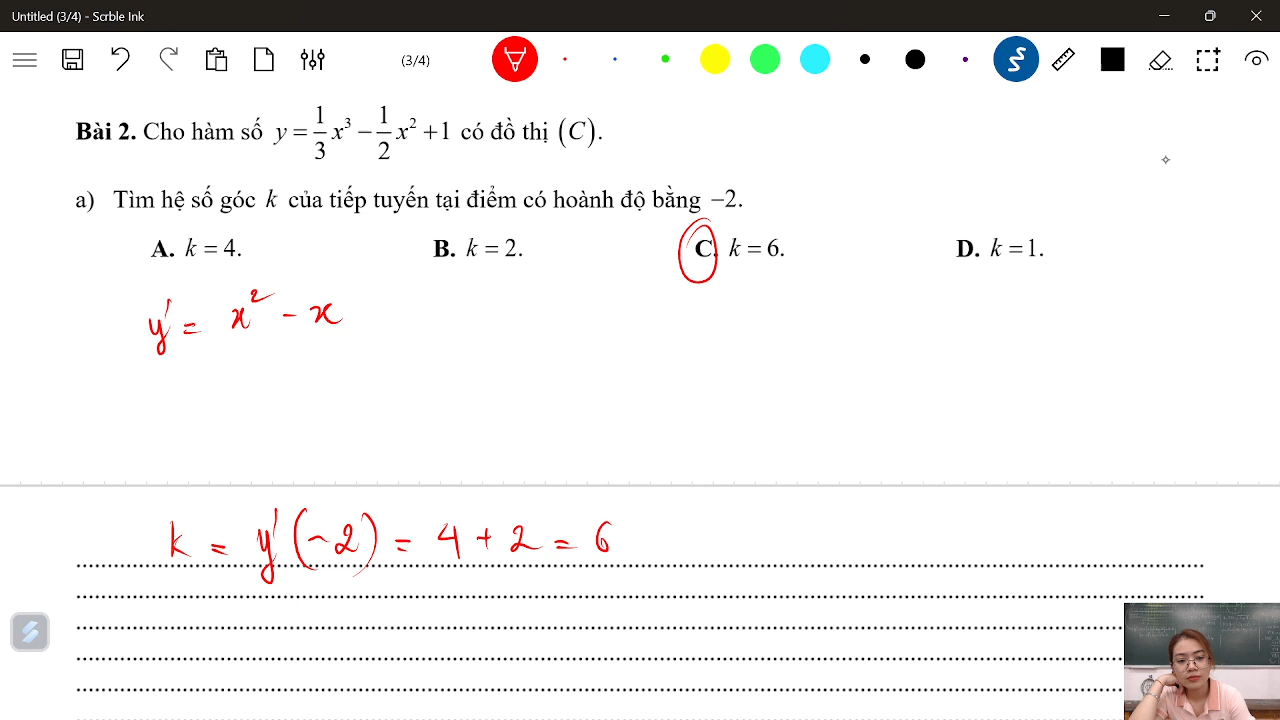 Untitled (3/4) - Scrble Ink
(3/4)
Bài 2. Cho hàm số y = 1/3 x³ − 1/2 x² + 1 có đồ thị (C).
a) Tìm hệ số góc k của tiếp tuyến tại điểm có hoành độ bằng −2.
A. k = 4. B. k = 2. C. k = 6. D. k = 1.
y' = x² - x
k = y'(-2) = 4 + 2 = 6